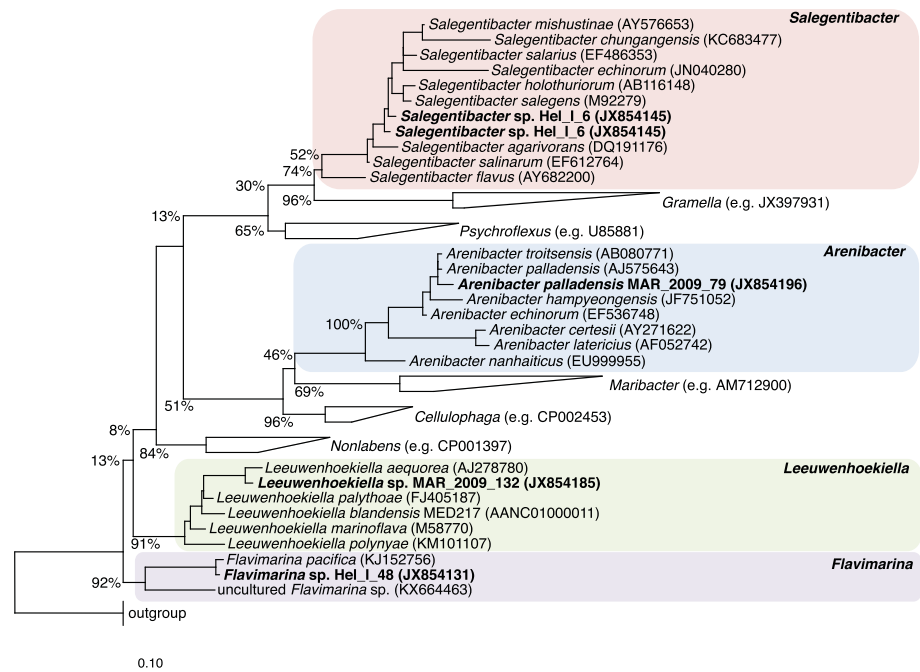 Salegentibacter
Salegentibacter mishustinae (AY576653)
Salegentibacter chungangensis (KC683477)
Salegentibacter salarius (EF486353)
Salegentibacter echinorum (JN040280)
Salegentibacter holothuriorum (AB116148)
Salegentibacter salegens (M92279)
Salegentibacter sp. Hel_I_6 (JX854145)
Salegentibacter sp. Hel_I_6 (JX854145)
Salegentibacter agarivorans (DQ191176)
52%
Salegentibacter salinarum (EF612764)
74%
Salegentibacter flavus (AY682200)
30%
96%
Gramella (e.g. JX397931)
13%
65%
Psychroflexus (e.g. U85881)
Arenibacter
Arenibacter troitsensis (AB080771)
Arenibacter palladensis (AJ575643)
Arenibacter palladensis MAR_2009_79 (JX854196)
Arenibacter hampyeongensis (JF751052)
Arenibacter echinorum (EF536748)
100%
Arenibacter certesii (AY271622)
Arenibacter latericius (AF052742)
46%
Arenibacter nanhaiticus (EU999955)
69%
Maribacter (e.g. AM712900)
51%
96%
Cellulophaga (e.g. CP002453)
8%
84%
Nonlabens (e.g. CP001397)
13%
Leeuwenhoekiella
Leeuwenhoekiella aequorea (AJ278780)
Leeuwenhoekiella sp. MAR_2009_132 (JX854185)
Leeuwenhoekiella palythoae (FJ405187)
Leeuwenhoekiella blandensis MED217 (AANC01000011)
Leeuwenhoekiella marinoflava (M58770)
91%
Leeuwenhoekiella polynyae (KM101107)
Flavimarina
Flavimarina pacifica (KJ152756)
Flavimarina sp. Hel_I_48 (JX854131)
92%
uncultured Flavimarina sp. (KX664463)
outgroup
0.10